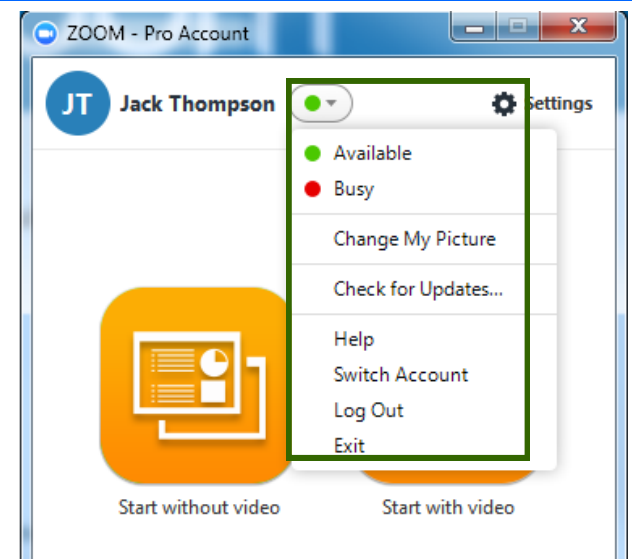 ZOOM - Pro Account
X
JT
Jack Thompson
Settings
Available
Busy
Change My Picture
Check for Updates...
Help
Switch Account
Log Out
Exit
Start without video
Start with video